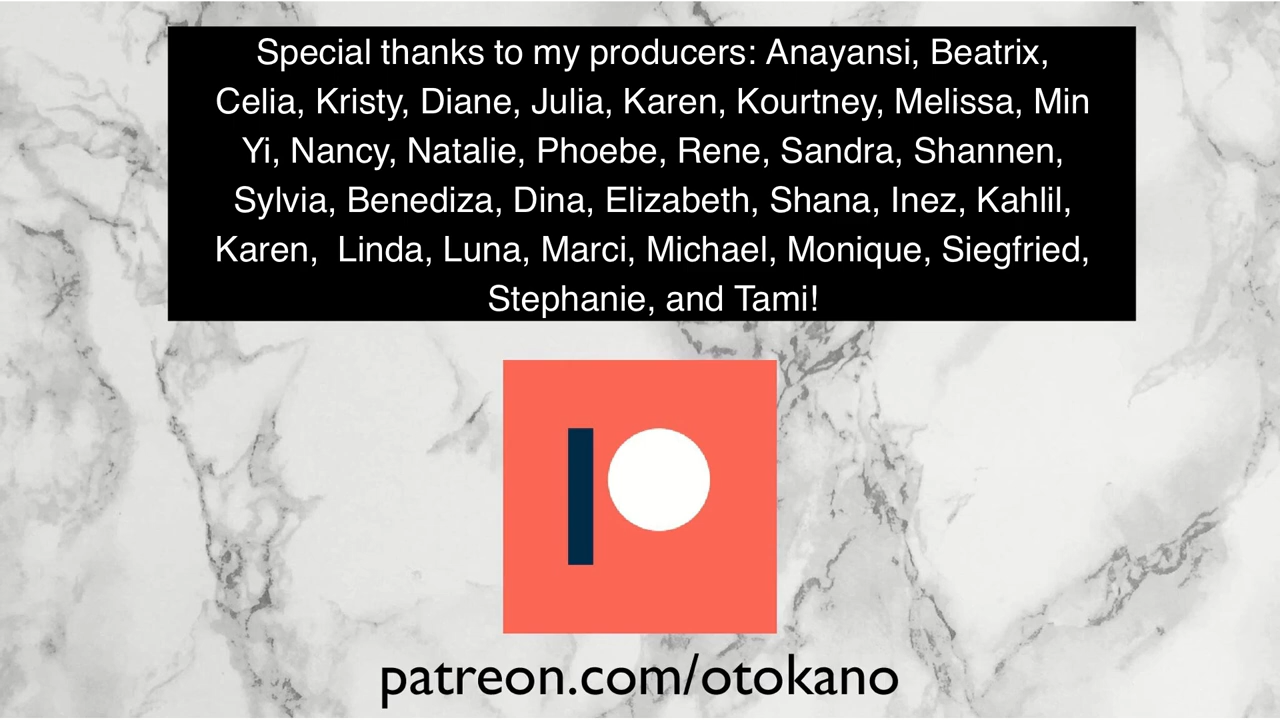 Special thanks to my producers: Anayansi, Beatrix,
Celia, Kristy, Diane, Julia, Karen, Kourtney, Melissa, Min
Yi, Nancy, Natalie, Phoebe, Rene, Sandra, Shannen,
Sylvia, Benediza, Dina, Elizabeth, Shana, Inez, Kahlil,
Karen,  Linda, Luna, Marci, Michael, Monique, Siegfried,
Stephanie, and Tami!
patreon.com/otokano